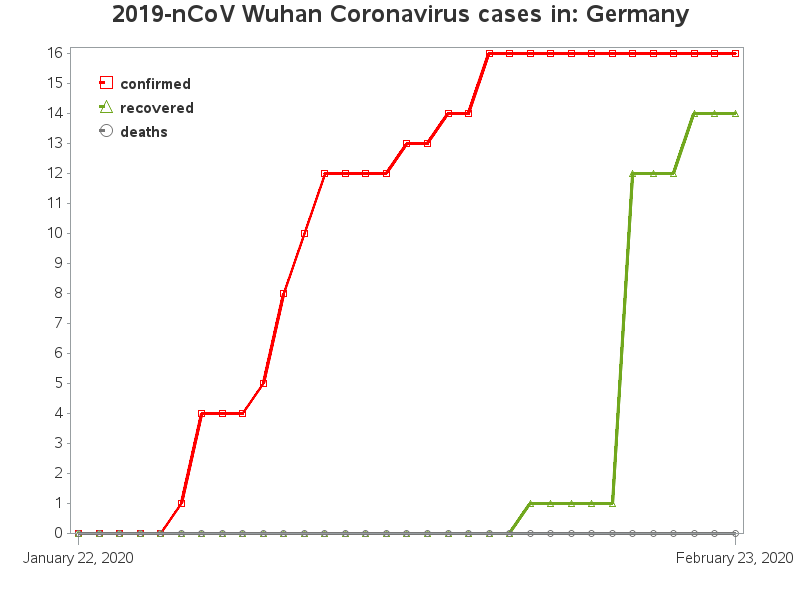 2019-nCoV Wuhan Coronavirus cases in: Germany
16
15
14
13
12
11
10
9
8
7
6
5
4
3
2
1
0
confirmed
recovered
deaths
January 22, 2020
February 23, 2020